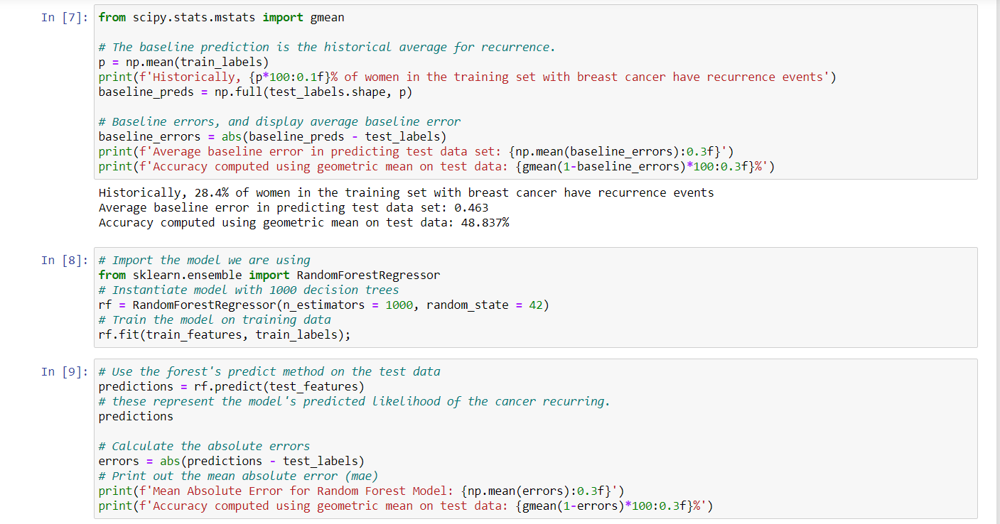 In [7]: from scipy.stats.mstats import gmean
# The baseline prediction is the historical average for recurrence.
p = np.mean(train_labels)
print(f'Historically, {p*100:0.1f}% of women in the training set with breast cancer have recurrence events')
baseline_preds = np.full(test_labels.shape, p)
# Baseline errors, and display average baseline error
baseline_errors = abs(baseline_preds - test_labels)
print(f'Average baseline error in predicting test data set: {np.mean(baseline_errors):0.3f}')
print(f'Accuracy computed using geometric mean on test data: {gmean(1-baseline_errors)*100:0.3f}%')
Historically, 28.4% of women in the training set with breast cancer have recurrence events
Average baseline error in predicting test data set: 0.463
Accuracy computed using geometric mean on test data: 48.837%
In [8]: # Import the model we are using
from sklearn.ensemble import RandomForestRegressor
# Instantiate model with 1000 decision trees
rf = RandomForestRegressor(n_estimators = 1000, random_state = 42)
# Train the model on training data
rf.fit(train_features, train_labels);
In [9]: # Use the forest's predict method on the test data
predictions = rf.predict(test_features)
# these represent the model's predicted likelihood of the cancer recurring.
predictions
# Calculate the absolute errors
errors = abs(predictions - test_labels)
# Print out the mean absolute error (mae)
print(f'Mean Absolute Error for Random Forest Model: {np.mean(errors):0.3f}')
print(f'Accuracy computed using geometric mean on test data: {gmean(1-errors)*100:0.3f}%')